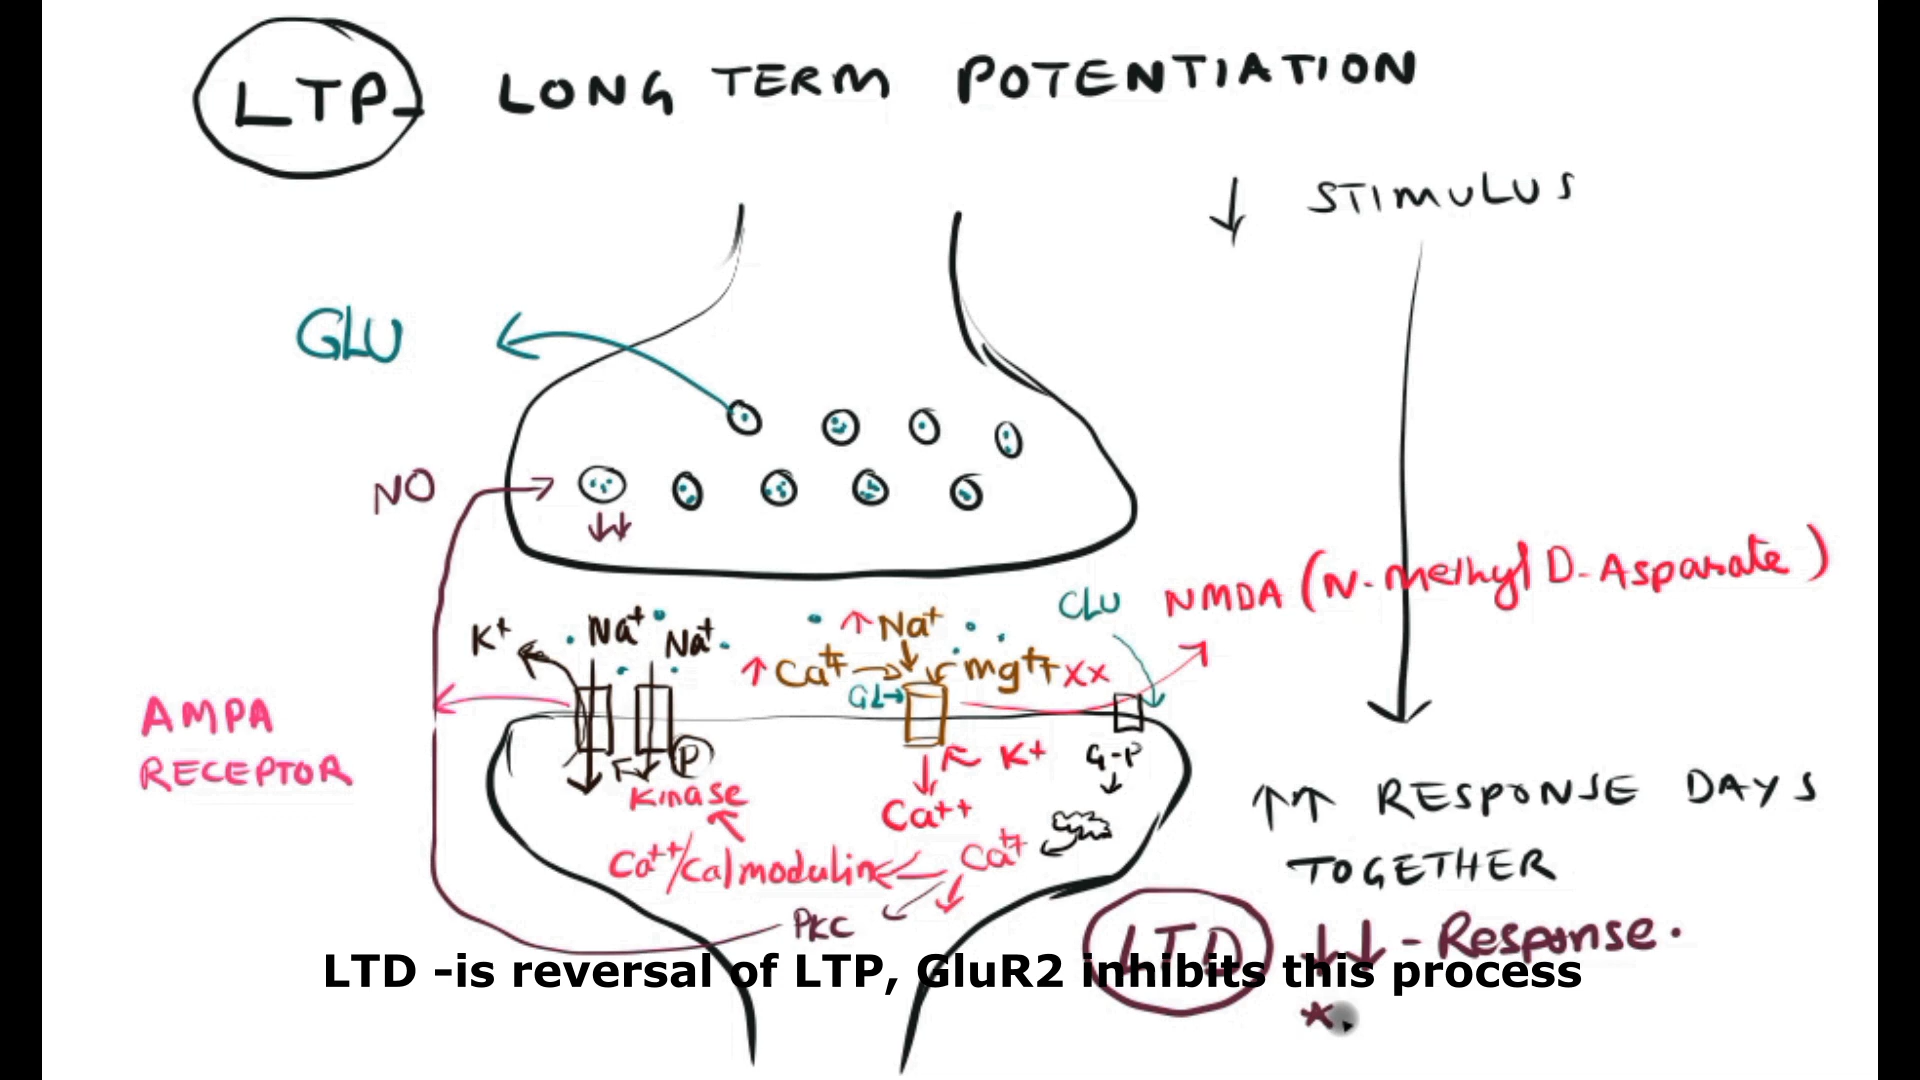 LTP- LONG TERM POTENTIATION
↓ STIMULUS
GLU
NO
↓↓
K+ Na+ Na+
↑ Na+
GLU
NMDA (N-methyl D-Asparate)
↑ Ca++ mg++ xx
GL→
AMPA
RECEPTOR
P
K+
G-P
Kinase
Ca++
Ca++
Ca++/Calmodulin
PKC
↑↑ RESPONSE DAYS
TOGETHER
LTD ↓↓ - Response.
LTD -is reversal of LTP, GluR2 inhibits this process
*